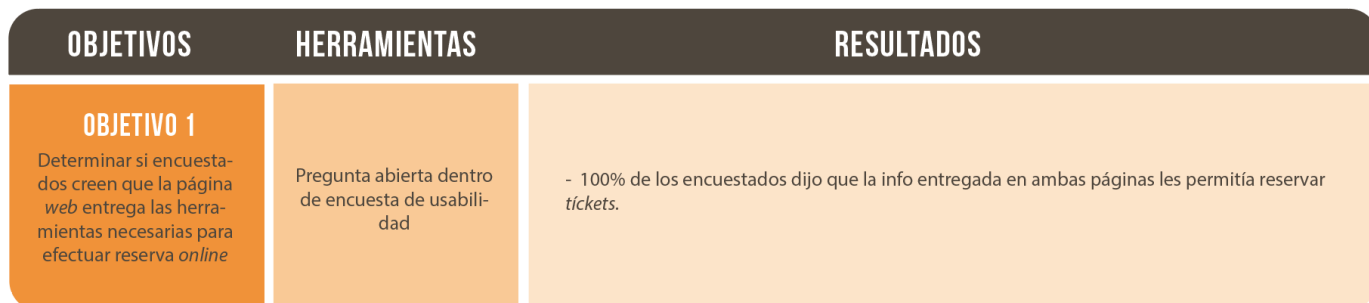 OBJETIVOS HERRAMIENTAS RESULTADOS
OBJETIVO 1
Determinar si encuesta-
dos creen que la página
web entrega las herra-
mientas necesarias para
efectuar reserva online
Pregunta abierta dentro
de encuesta de usabili-
dad
- 100% de los encuestados dijo que la info entregada en ambas páginas les permitía reservar
tíckets.